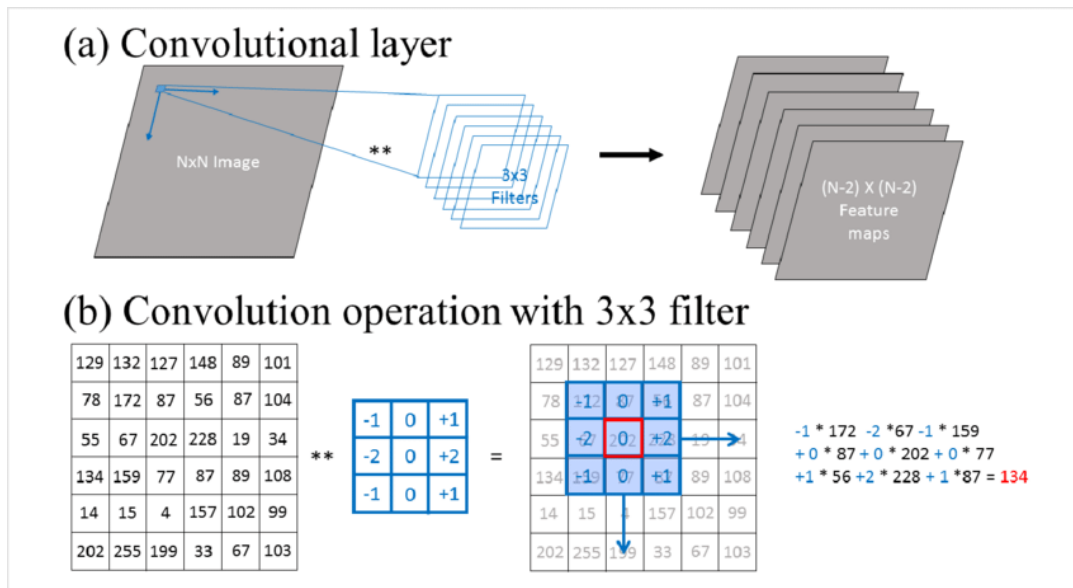 (a) Convolutional layer
NxN Image
**
3x3
Filters
(N-2) X (N-2)
Feature
maps
(b) Convolution operation with 3x3 filter
129 132 127 148 89 101
78 172 87 56 87 104
55 67 202 228 19 34
134 159 77 87 89 108
14 15 4 157 102 99
202 255 199 33 67 103
**
-1 0 +1
-2 0 +2
-1 0 +1
=
129 132 127 148 89 101
78 -1 0 +1 87 104
55 -2 0 +2 19
134 -1 0 +1 89 108
14 15 4 157 102 99
202 255 199 33 67 103
-1 * 172 -2 *67 -1 * 159
+ 0 * 87 + 0 * 202 + 0 * 77
+1 * 56 +2 * 228 + 1 *87 = 134